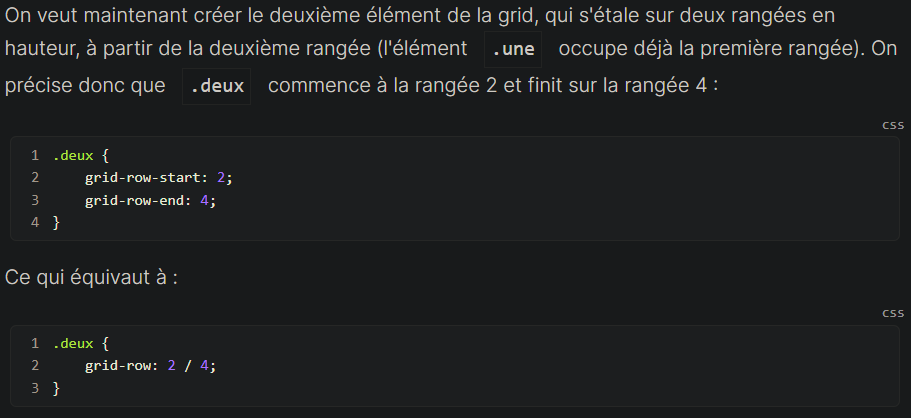 On veut maintenant créer le deuxième élément de la grid, qui s'étale sur deux rangées en
hauteur, à partir de la deuxième rangée (l'élément .une occupe déjà la première rangée). On
précise donc que .deux commence à la rangée 2 et finit sur la rangée 4 :
css
1 .deux {
2     grid-row-start: 2;
3     grid-row-end: 4;
4 }
Ce qui équivaut à :
css
1 .deux {
2     grid-row: 2 / 4;
3 }